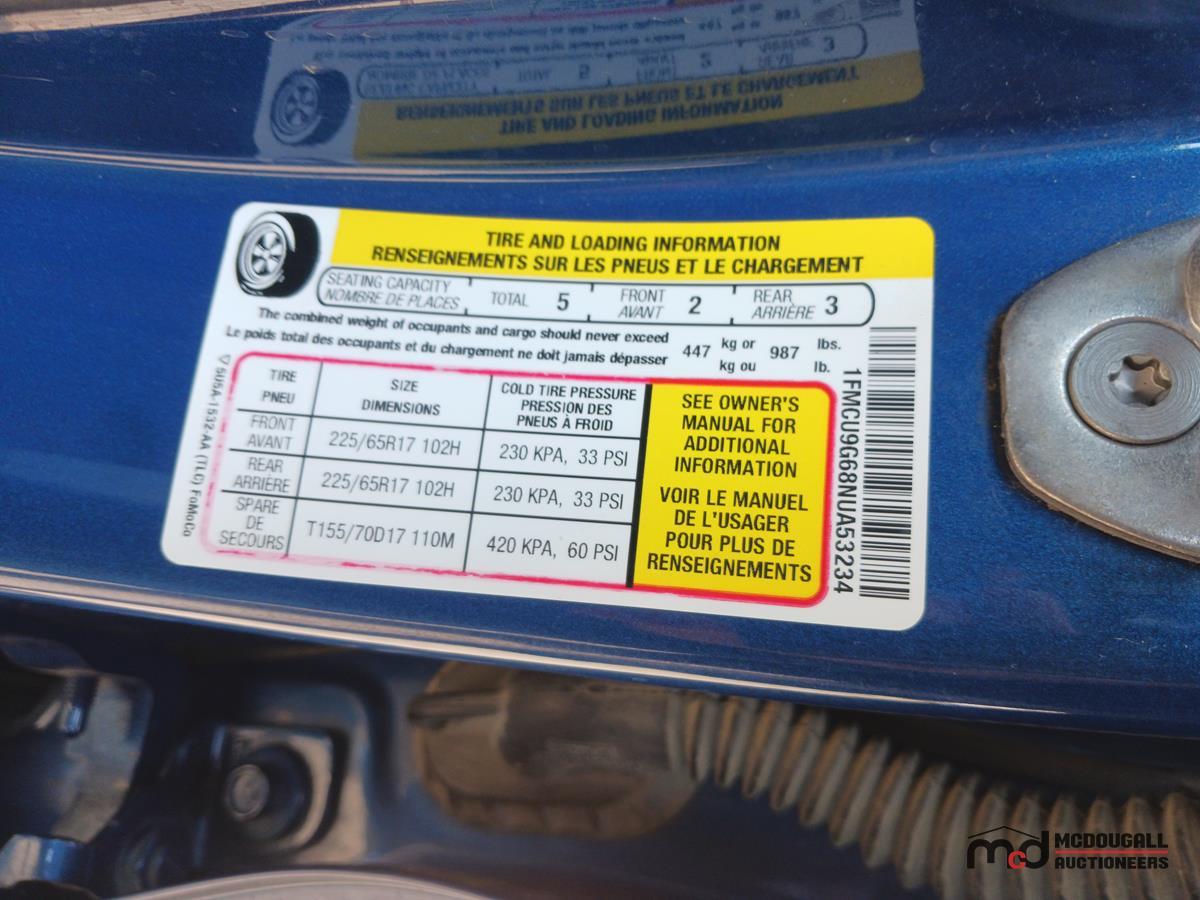 TIRE AND LOADING INFORMATION
RENSEIGNEMENTS SUR LES PNEUS ET LE CHARGEMENT
SEATING CAPACITY TOTAL 5 FRONT 2 REAR 3
NOMBRE DE PLACES AVANT ARRIÈRE
The combined weight of occupants and cargo should never exceed 447 kg or 987 lbs.
Le poids total des occupants et du chargement ne doit jamais dépasser kg ou lb.
TIRE SIZE COLD TIRE PRESSURE
PNEU DIMENSIONS PRESSION DES
PNEUS À FROID
FRONT
AVANT 225/65R17 102H 230 KPA, 33 PSI
REAR
ARRIÈRE 225/65R17 102H 230 KPA, 33 PSI
SPARE
DE
SECOURS T155/70D17 110M 420 KPA, 60 PSI
SEE OWNER'S
MANUAL FOR
ADDITIONAL
INFORMATION
VOIR LE MANUEL
DE L'USAGER
POUR PLUS DE
RENSEIGNEMENTS
1FMCU9G68NUA53234
5U5A-1532-AA (TLC) FoMoCo
mcd MCDOUGALL
AUCTIONEERS